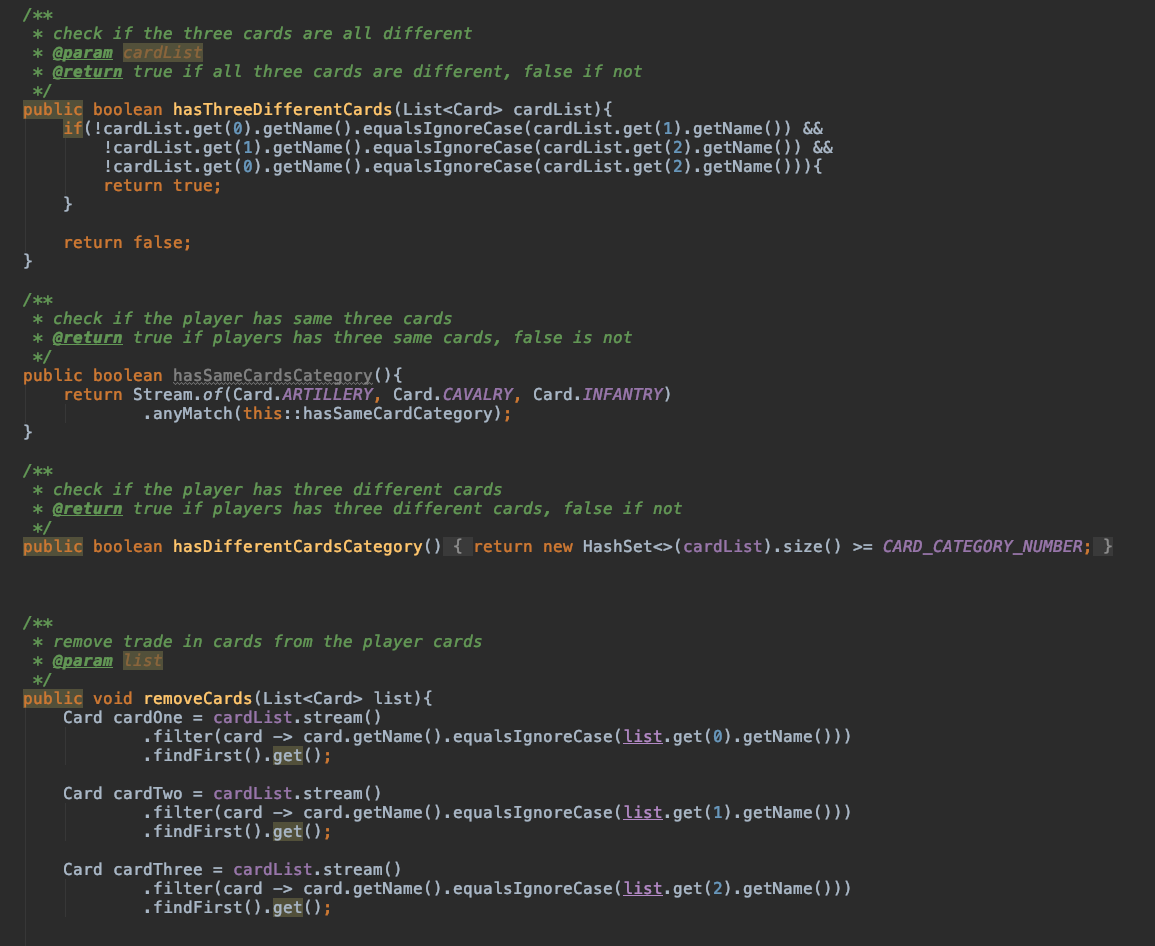 /**
 * check if the three cards are all different
 * @param cardList
 * @return true if all three cards are different, false if not
 */
public boolean hasThreeDifferentCards(List<Card> cardList){
    if(!cardList.get(0).getName().equalsIgnoreCase(cardList.get(1).getName()) &&
        !cardList.get(1).getName().equalsIgnoreCase(cardList.get(2).getName()) &&
        !cardList.get(0).getName().equalsIgnoreCase(cardList.get(2).getName())){
        return true;
    }

    return false;
}

/**
 * check if the player has same three cards
 * @return true if players has three same cards, false is not
 */
public boolean hasSameCardsCategory(){
    return Stream.of(Card.ARTILLERY, Card.CAVALRY, Card.INFANTRY)
            .anyMatch(this::hasSameCardCategory);
}

/**
 * check if the player has three different cards
 * @return true if players has three different cards, false if not
 */
public boolean hasDifferentCardsCategory() { return new HashSet<>(cardList).size() >= CARD_CATEGORY_NUMBER; }

/**
 * remove trade in cards from the player cards
 * @param list
 */
public void removeCards(List<Card> list){
    Card cardOne = cardList.stream()
            .filter(card -> card.getName().equalsIgnoreCase(list.get(0).getName()))
            .findFirst().get();

    Card cardTwo = cardList.stream()
            .filter(card -> card.getName().equalsIgnoreCase(list.get(1).getName()))
            .findFirst().get();

    Card cardThree = cardList.stream()
            .filter(card -> card.getName().equalsIgnoreCase(list.get(2).getName()))
            .findFirst().get();